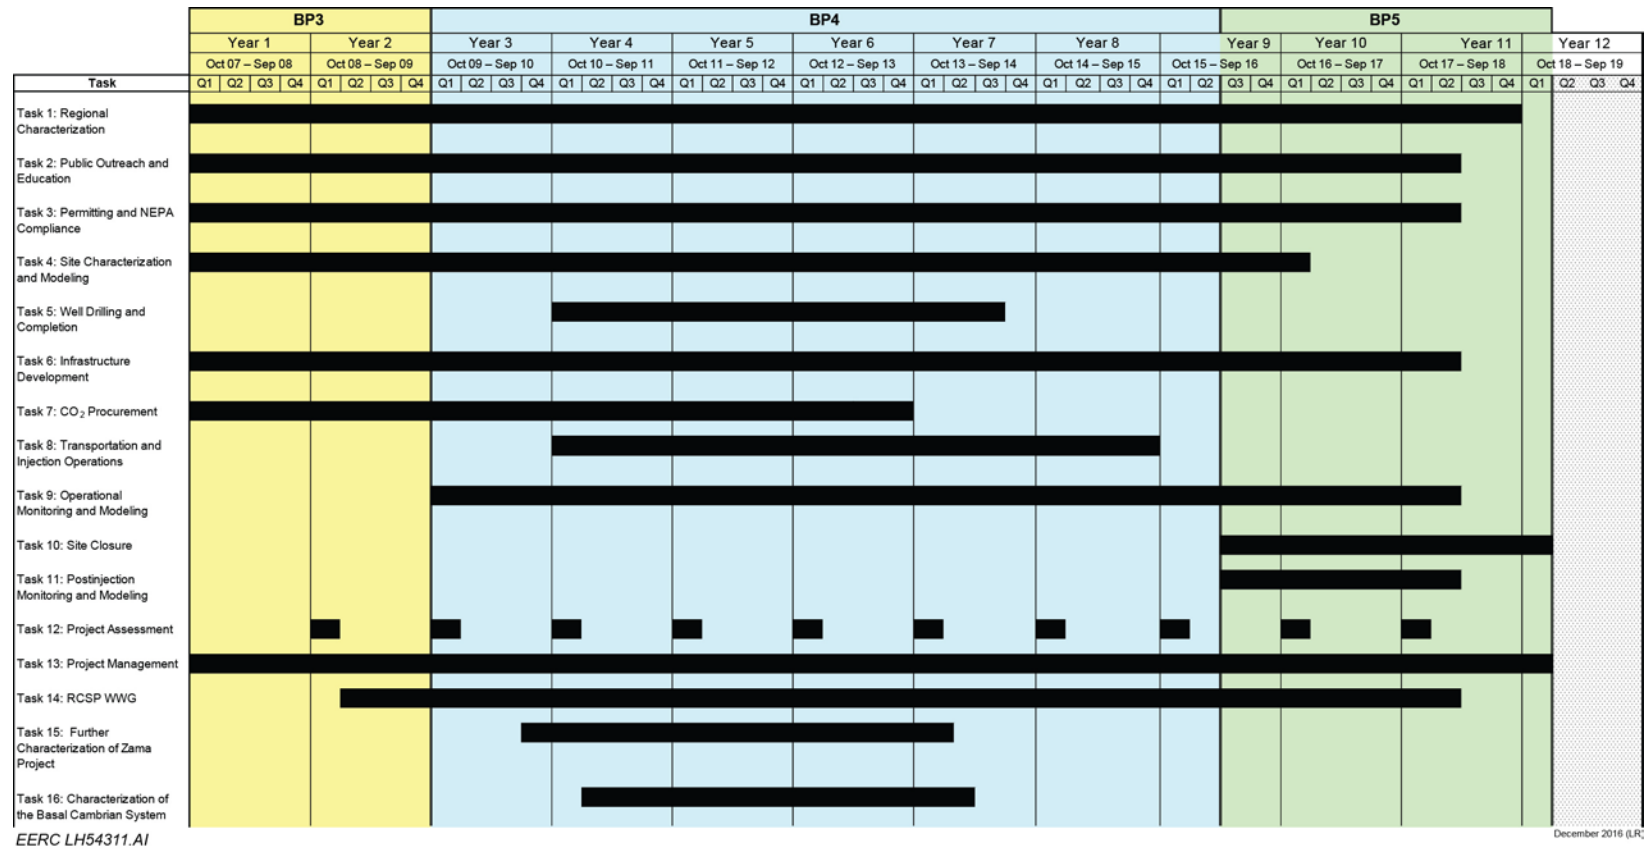 BP3 BP4 BP5
Year 1 Year 2 Year 3 Year 4 Year 5 Year 6 Year 7 Year 8 Year 9 Year 10 Year 11 Year 12
Oct 07 – Sep 08 Oct 08 – Sep 09 Oct 09 – Sep 10 Oct 10 – Sep 11 Oct 11 – Sep 12 Oct 12 – Sep 13 Oct 13 – Sep 14 Oct 14 – Sep 15 Oct 15 – Sep 16 Oct 16 – Sep 17 Oct 17 – Sep 18 Oct 18 – Sep 19
Task Q1 Q2 Q3 Q4 Q1 Q2 Q3 Q4 Q1 Q2 Q3 Q4 Q1 Q2 Q3 Q4 Q1 Q2 Q3 Q4 Q1 Q2 Q3 Q4 Q1 Q2 Q3 Q4 Q1 Q2 Q3 Q4 Q1 Q2 Q3 Q4 Q1 Q2 Q3 Q4 Q1 Q2 Q3 Q4 Q1 Q2 Q3 Q4
Task 1: Regional
Characterization
Task 2: Public Outreach and
Education
Task 3: Permitting and NEPA
Compliance
Task 4: Site Characterization
and Modeling
Task 5: Well Drilling and
Completion
Task 6: Infrastructure
Development
Task 7: CO₂ Procurement
Task 8: Transportation and
Injection Operations
Task 9: Operational
Monitoring and Modeling
Task 10: Site Closure
Task 11: Postinjection
Monitoring and Modeling
Task 12: Project Assessment
Task 13: Project Management
Task 14: RCSP WWG
Task 15: Further
Characterization of Zama
Project
Task 16: Characterization of
the Basal Cambrian System
EERC LH54311.AI
December 2016 (LR)